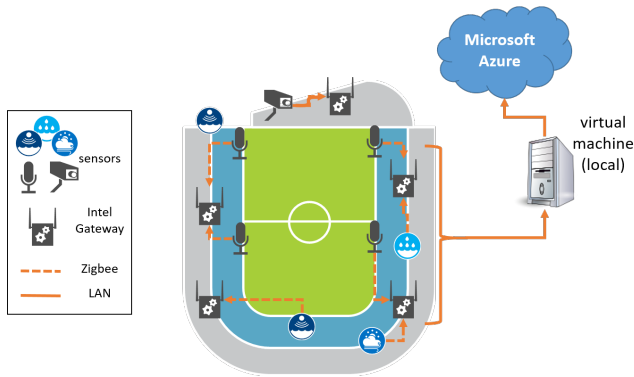 Microsoft
Azure
virtual
machine
(local)
sensors
Intel
Gateway
Zigbee
LAN